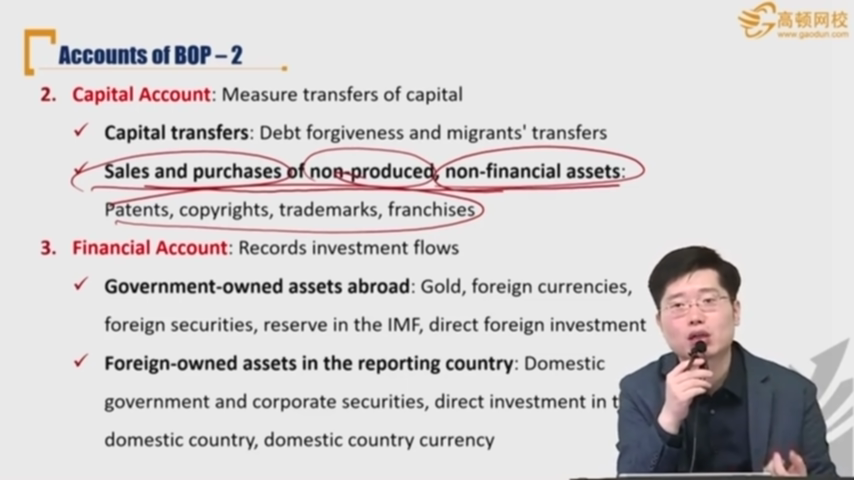 高顿网校
www.gaodun.com
Accounts of BOP – 2
2. Capital Account: Measure transfers of capital
✓ Capital transfers: Debt forgiveness and migrants' transfers
✓ Sales and purchases of non-produced, non-financial assets:
Patents, copyrights, trademarks, franchises
3. Financial Account: Records investment flows
✓ Government-owned assets abroad: Gold, foreign currencies,
foreign securities, reserve in the IMF, direct foreign investment
✓ Foreign-owned assets in the reporting country: Domestic
government and corporate securities, direct investment in
domestic country, domestic country currency